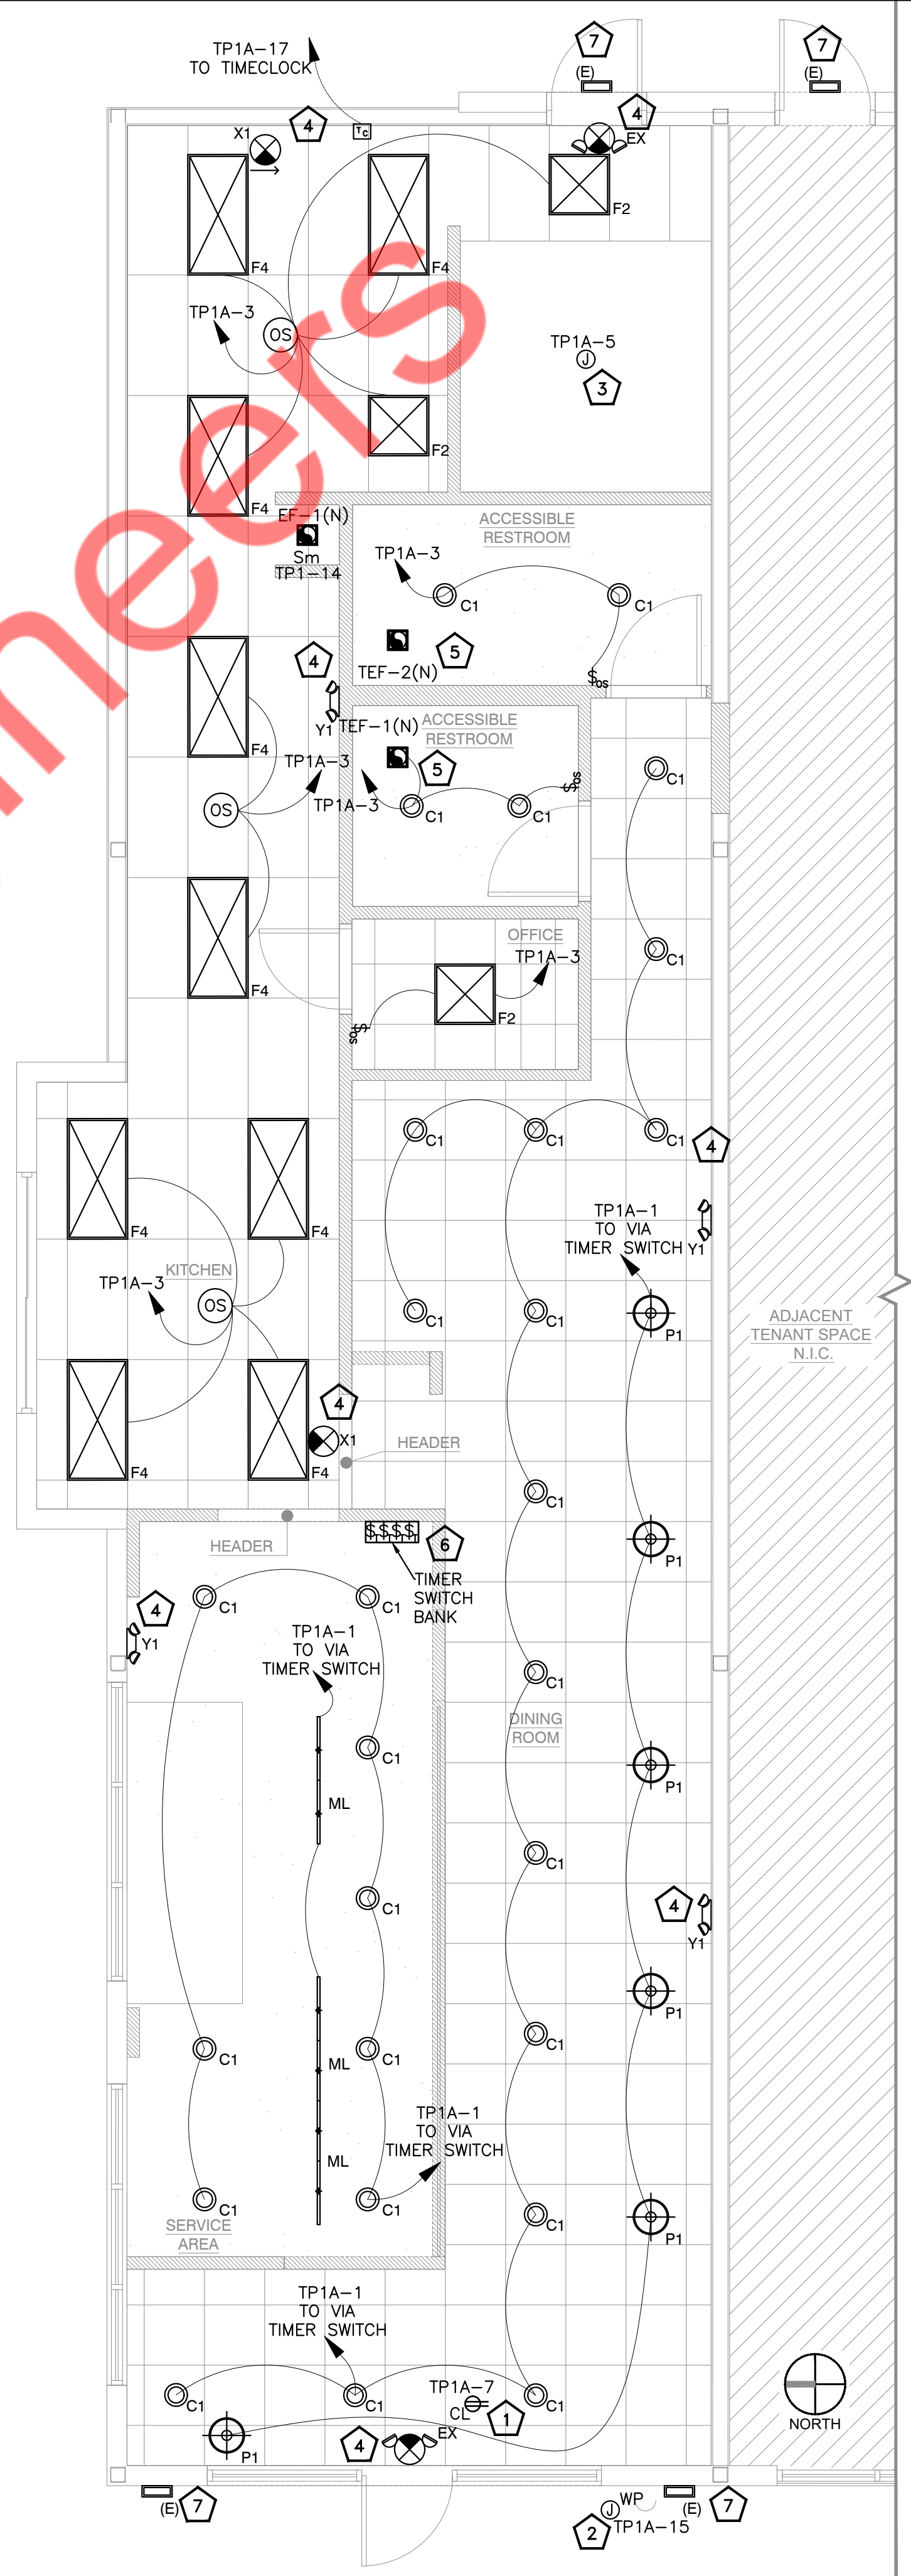 7
7
(E)
(E)
TP1A-17
TO TIMECLOCK
4
TC
X1
4
EX
F2
F4
F4
TP1A-3
OS
TP1A-5
J
3
F2
F4
EF-1(N)
Sm
TP1-14
ACCESSIBLE
RESTROOM
TP1A-3
C1
C1
5
TEF-2(N)
$OS
4
Y1
TEF-1(N)
ACCESSIBLE
RESTROOM
F4
TP1A-3
5
TP1A-3
$OS
C1
OS
C1
C1
OFFICE
TP1A-3
C1
F4
F2
$OS
C1
C1
C1
4
TP1A-1
TO VIA
TIMER SWITCH
Y1
F4
F4
KITCHEN
TP1A-3
OS
C1
C1
P1
ADJACENT
TENANT SPACE
N.I.C.
4
X1
HEADER
F4
F4
C1
HEADER
$$$$
6
TIMER
SWITCH
BANK
P1
4
C1
C1
Y1
TP1A-1
TO VIA
TIMER SWITCH
C1
DINING
ROOM
C1
P1
ML
C1
C1
4
Y1
P1
C1
ML
C1
C1
TP1A-1
TO VIA
TIMER SWITCH
ML
C1
C1
C1
P1
SERVICE
AREA
TP1A-1
TO VIA
TIMER SWITCH
TP1A-7
CL
1
C1
C1
C1
NORTH
P1
4
EX
(E)
7
WP
J
2
TP1A-15
(E)
7
neers